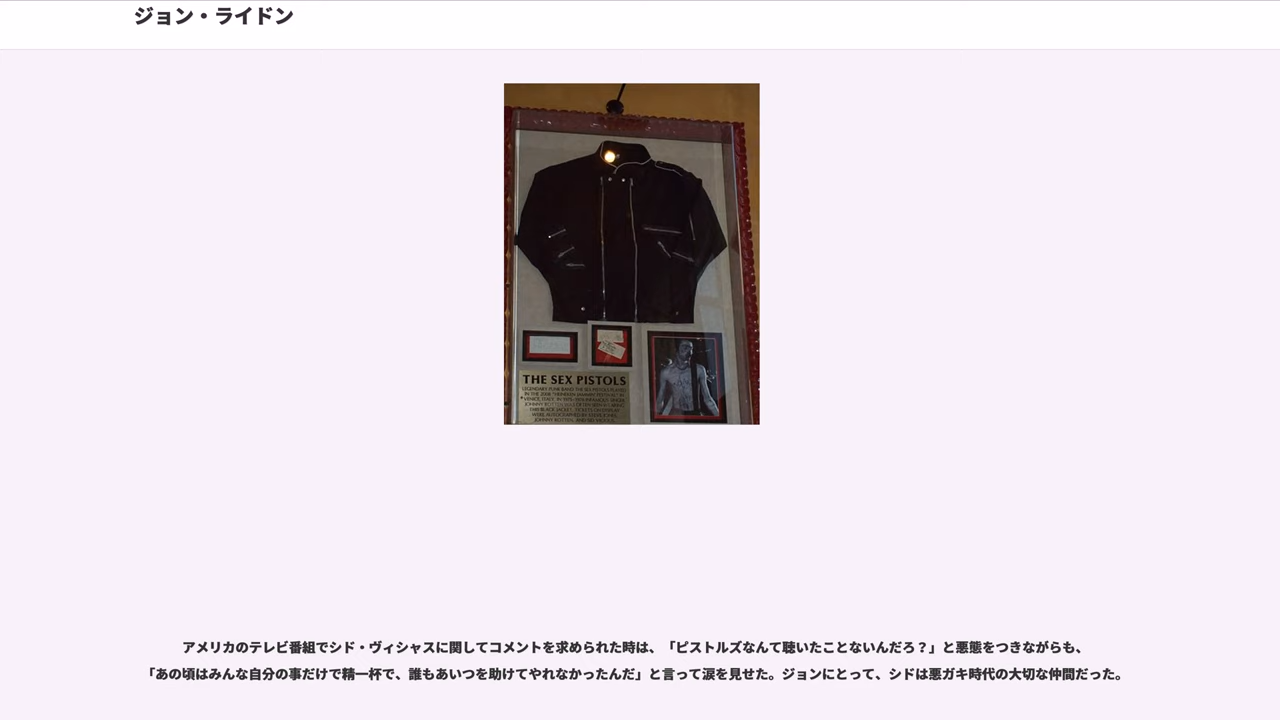 ジョン・ライドン
THE SEX PISTOLS
LEGENDARY PUNK BAND THE SEX PISTOLS PLAYED
アメリカのテレビ番組でシド・ヴィシャスに関してコメントを求められた時は、「ピストルズなんて聴いたことないんだろ？」と悪態をつきながらも、
「あの頃はみんな自分の事だけで精一杯で、誰もあいつを助けてやれなかったんだ」と言って涙を見せた。ジョンにとって、シドは悪ガキ時代の大切な仲間だった。